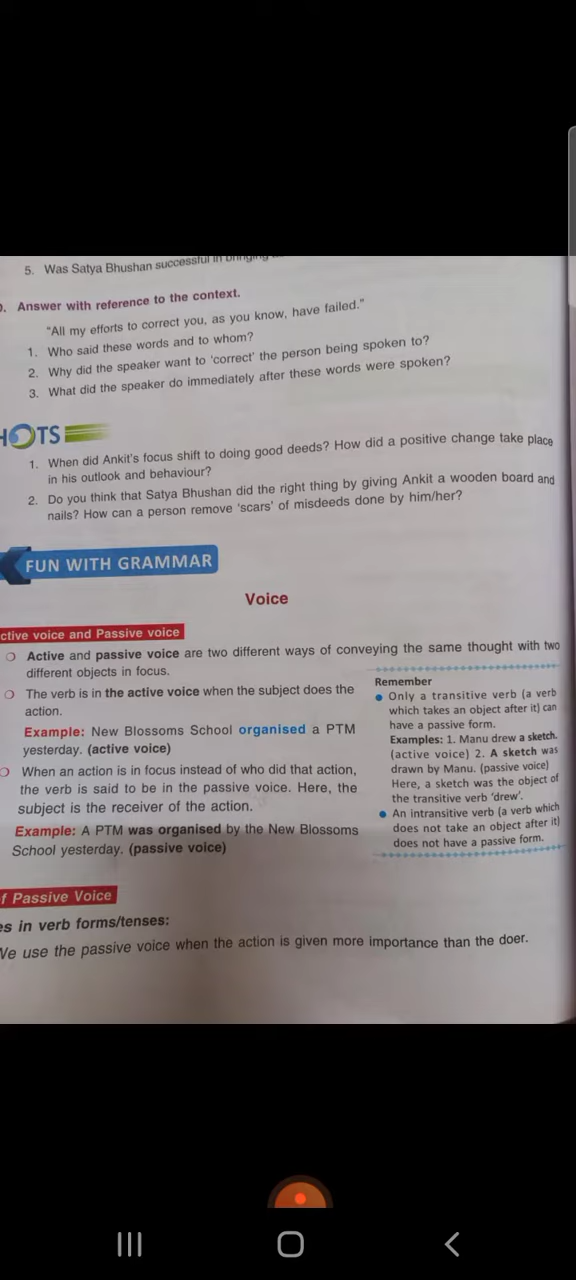 5. Was Satya Bhushan successful in bringing
Answer with reference to the context.
"All my efforts to correct you, as you know, have failed."
1. Who said these words and to whom?
2. Why did the speaker want to 'correct' the person being spoken to?
3. What did the speaker do immediately after these words were spoken?
HOTS
1. When did Ankit's focus shift to doing good deeds? How did a positive change take place
in his outlook and behaviour?
2. Do you think that Satya Bhushan did the right thing by giving Ankit a wooden board and
nails? How can a person remove 'scars' of misdeeds done by him/her?
FUN WITH GRAMMAR
Voice
ctive voice and Passive voice
Active and passive voice are two different ways of conveying the same thought with two
different objects in focus.
The verb is in the active voice when the subject does the
action.
Example: New Blossoms School organised a PTM
yesterday. (active voice)
When an action is in focus instead of who did that action,
the verb is said to be in the passive voice. Here, the
subject is the receiver of the action.
Example: A PTM was organised by the New Blossoms
School yesterday. (passive voice)
Remember
Only a transitive verb (a verb
which takes an object after it) can
have a passive form.
Examples: 1. Manu drew a sketch.
(active voice) 2. A sketch was
drawn by Manu. (passive voice)
Here, a sketch was the object of
the transitive verb 'drew'.
An intransitive verb (a verb which
does not take an object after it)
does not have a passive form.
f Passive Voice
es in verb forms/tenses:
We use the passive voice when the action is given more importance than the doer.